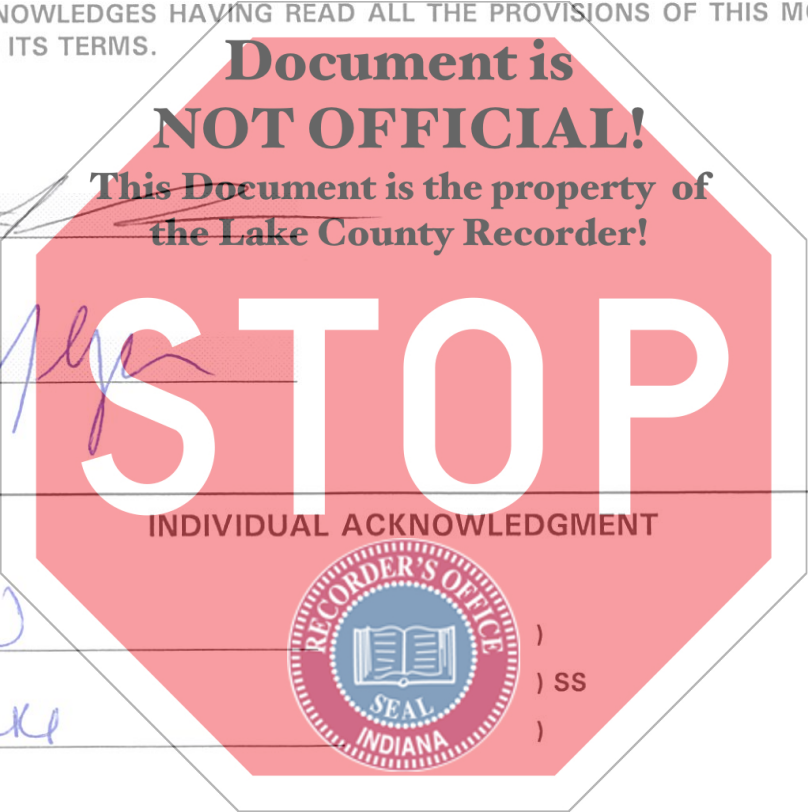 NOWLEDGES HAVING READ ALL THE PROVISIONS OF THIS MO
ITS TERMS.
Document is
NOT OFFICIAL!
This Document is the property of
the Lake County Recorder!
STOP
INDIVIDUAL ACKNOWLEDGMENT
RECORDER'S OFFICE
SEAL
INDIANA
)
) SS
)